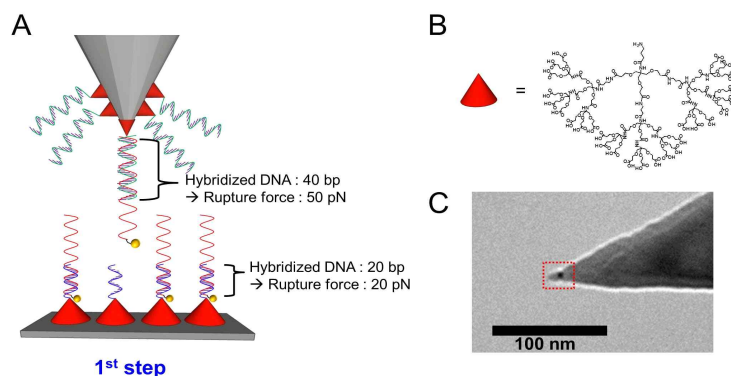 A
Hybridized DNA : 40 bp
→ Rupture force : 50 pN
Hybridized DNA : 20 bp
→ Rupture force : 20 pN
1st step
B
=
C
100 nm